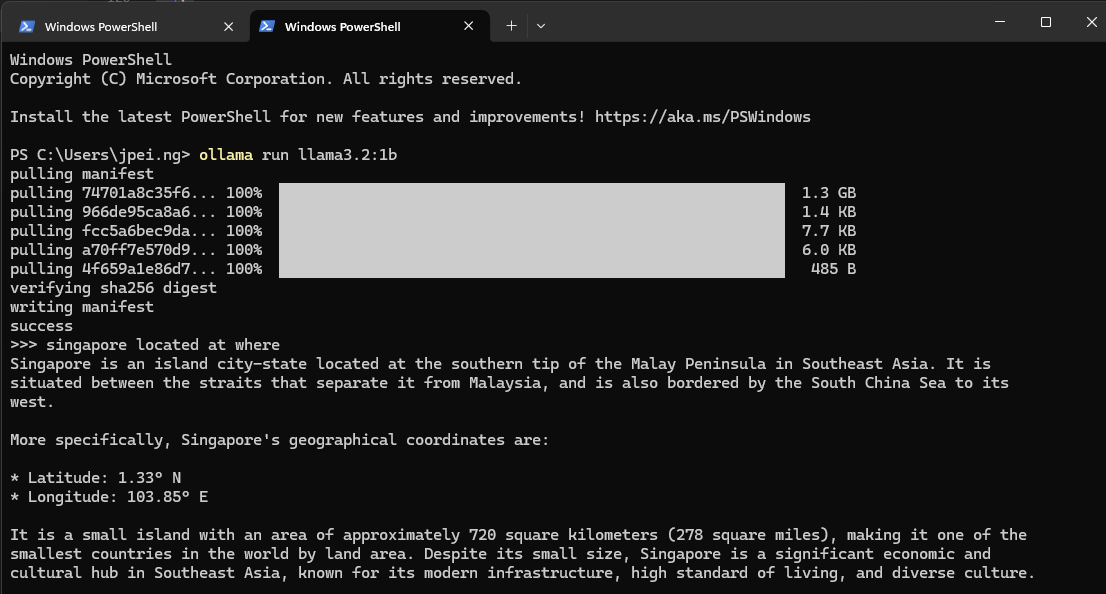 Windows PowerShell
Windows PowerShell
Windows PowerShell
Copyright (C) Microsoft Corporation. All rights reserved.
Install the latest PowerShell for new features and improvements! https://aka.ms/PSWindows
PS C:\Users\jpei.ng> ollama run llama3.2:1b
pulling manifest
pulling 74701a8c35f6... 100% 1.3 GB
pulling 966de95ca8a6... 100% 1.4 KB
pulling fcc5a6bec9da... 100% 7.7 KB
pulling a70ff7e570d9... 100% 6.0 KB
pulling 4f659a1e86d7... 100% 485 B
verifying sha256 digest
writing manifest
success
>>> singapore located at where
Singapore is an island city-state located at the southern tip of the Malay Peninsula in Southeast Asia. It is
situated between the straits that separate it from Malaysia, and is also bordered by the South China Sea to its
west.
More specifically, Singapore's geographical coordinates are:
* Latitude: 1.33° N
* Longitude: 103.85° E
It is a small island with an area of approximately 720 square kilometers (278 square miles), making it one of the
smallest countries in the world by land area. Despite its small size, Singapore is a significant economic and
cultural hub in Southeast Asia, known for its modern infrastructure, high standard of living, and diverse culture.